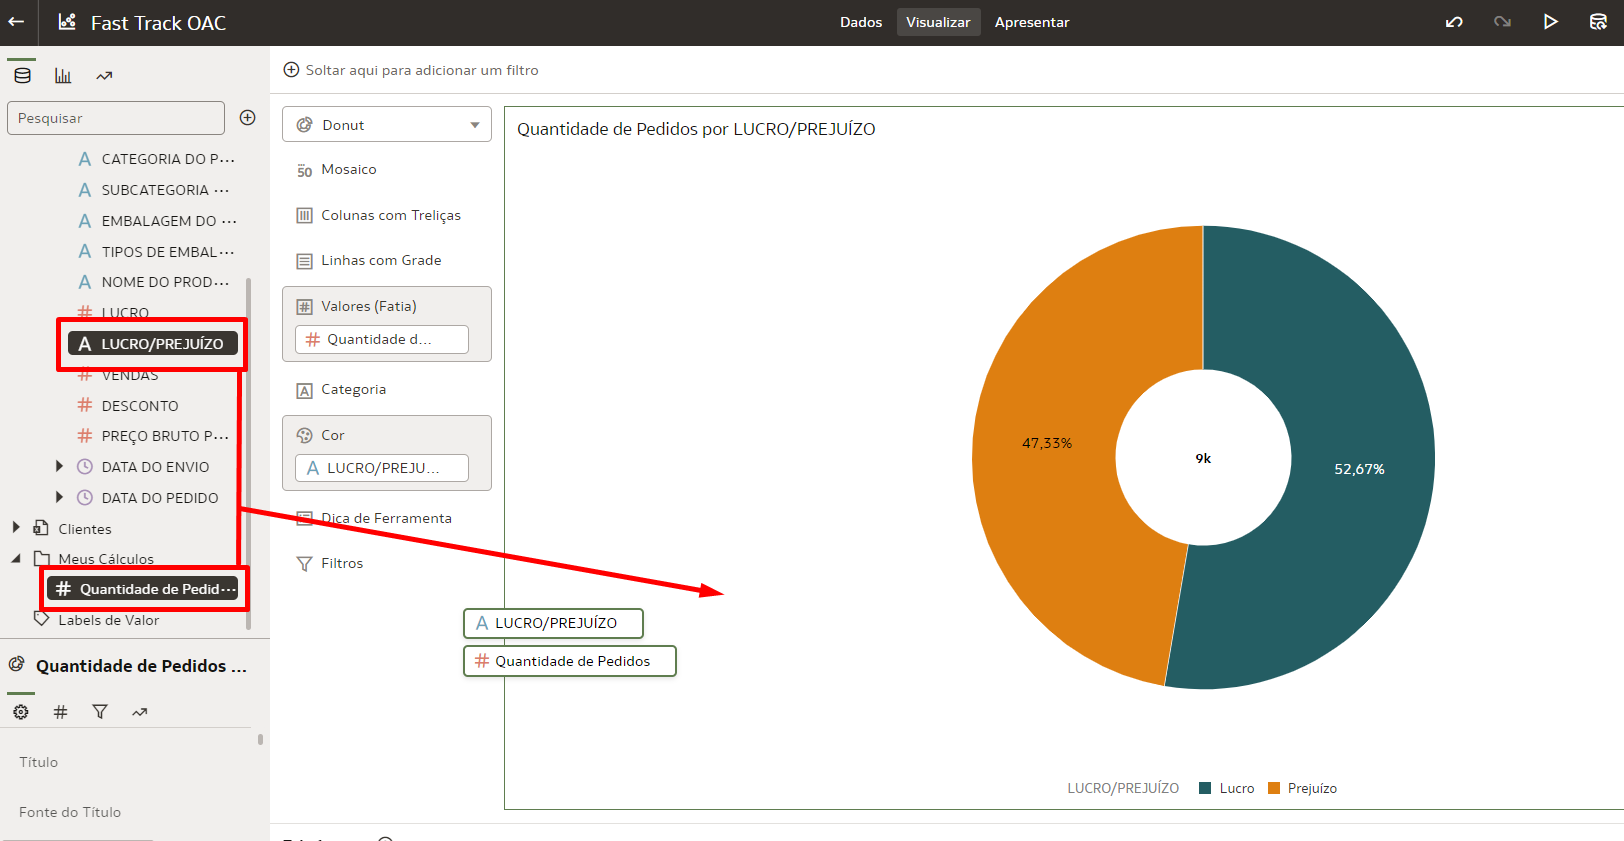 Fast Track OAC
Dados
Visualizar
Apresentar
Pesquisar
CATEGORIA DO P···
SUBCATEGORIA ···
EMBALAGEM DO ···
TIPOS DE EMBAL···
NOME DO PROD···
LUCRO
LUCRO/PREJUÍZO
VENDAS
DESCONTO
PREÇO BRUTO P···
DATA DO ENVIO
DATA DO PEDIDO
Clientes
Meus Cálculos
Quantidade de Pedid···
Labels de Valor
Quantidade de Pedidos ...
Título
Fonte do Título
Soltar aqui para adicionar um filtro
Donut
Mosaico
Colunas com Treliças
Linhas com Grade
Valores (Fatia)
Quantidade d...
Categoria
Cor
LUCRO/PREJU...
Dica de Ferramenta
Filtros
LUCRO/PREJUÍZO
Quantidade de Pedidos
Quantidade de Pedidos por LUCRO/PREJUÍZO
47,33%
9k
52,67%
LUCRO/PREJUÍZO
Lucro
Prejuízo